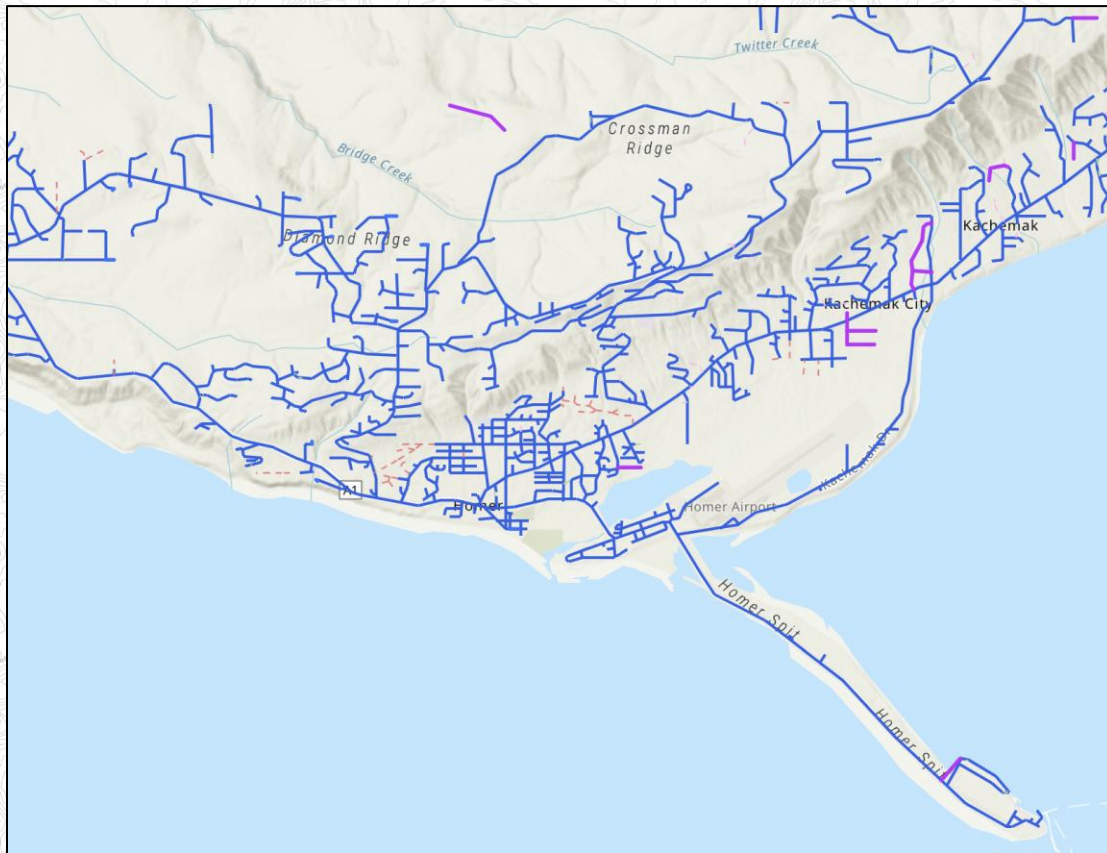 Twitter Creek
Crossman
Ridge
Bridge Creek
Diamond Ridge
Kachemak
Kachemak City
Kachemak Dr
A1
Homer
Homer Airport
Homer Spit
Homer Spit